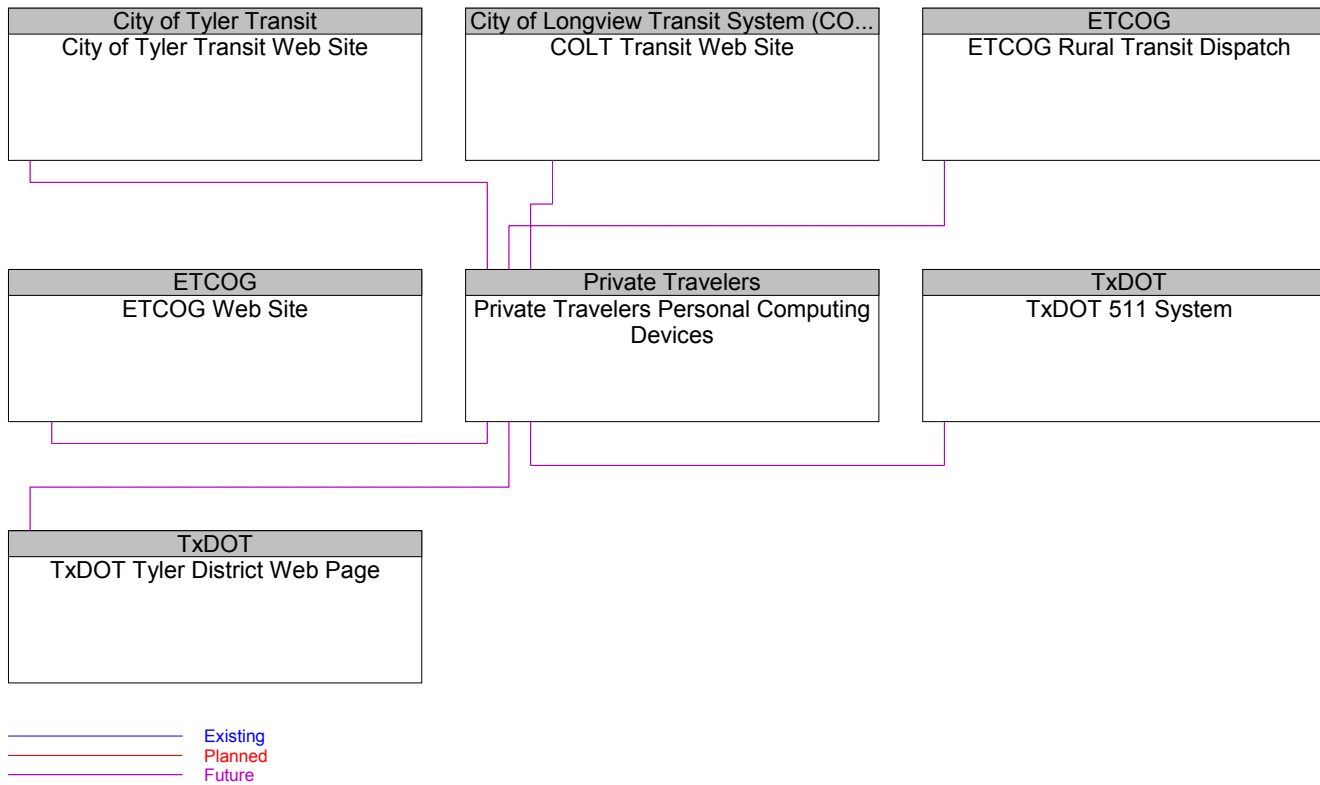 City of Tyler Transit
City of Tyler Transit Web Site
City of Longview Transit System (CO...
COLT Transit Web Site
ETCOG
ETCOG Rural Transit Dispatch
ETCOG
ETCOG Web Site
Private Travelers
Private Travelers Personal Computing
Devices
TxDOT
TxDOT 511 System
TxDOT
TxDOT Tyler District Web Page
Existing
Planned
Future